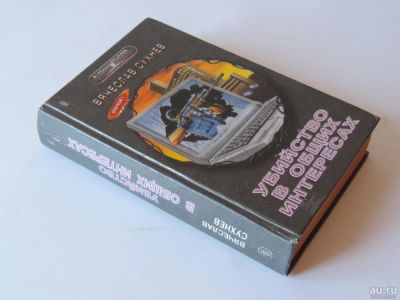 ВЯЧЕСЛАВ СУХНЕВ
УБИЙСТВО
В ОБЩИХ
ИНТЕРЕСАХ
УБИЙСТВО
В ОБЩИХ ИНТЕРЕСАХ
ВЯЧЕСЛАВ
СУХНЕВ
au.ru